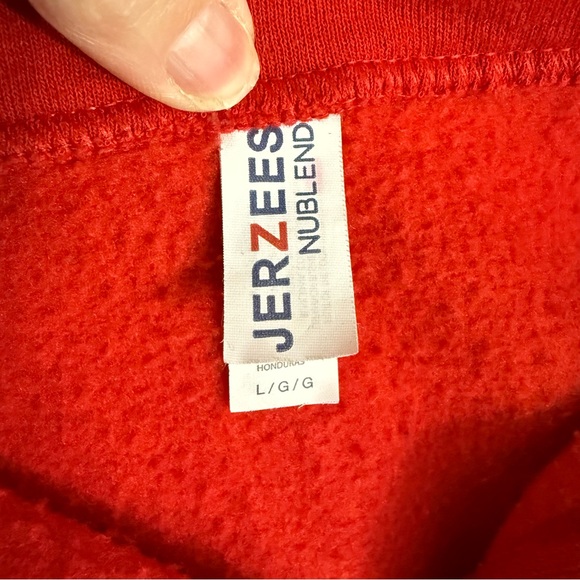 JERZEES
NUBLEND
HONDURAS
L/G/G